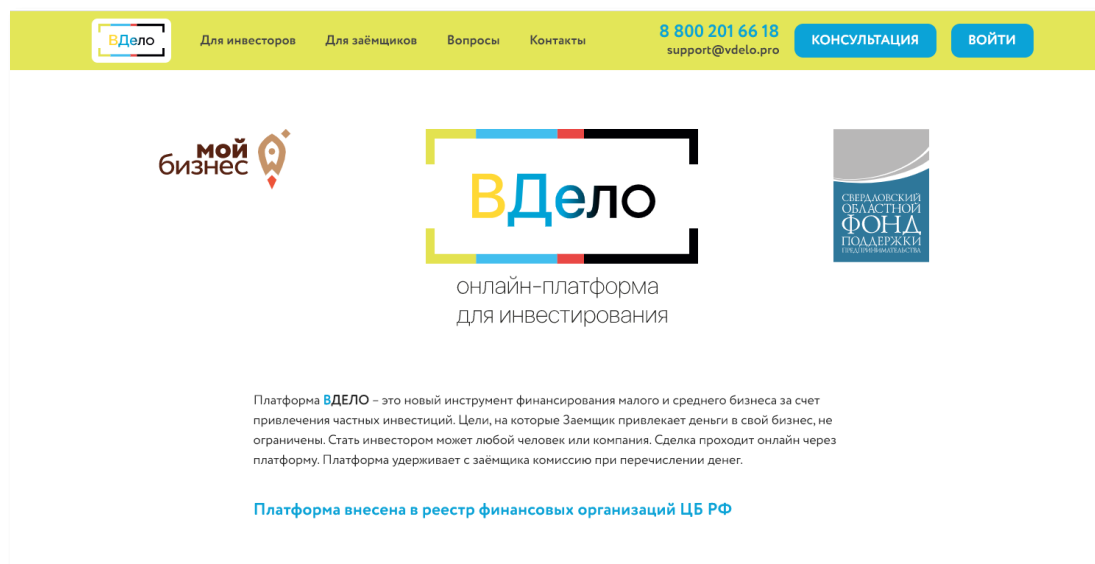 ВДело
Для инвесторов
Для заёмщиков
Вопросы
Контакты
8 800 201 66 18
support@vdelo.pro
КОНСУЛЬТАЦИЯ
ВОЙТИ
мой
бизнес
ВДело
онлайн-платформа
для инвестирования
СВЕРДЛОВСКИЙ
ОБЛАСТНОЙ
ФОНД
ПОДДЕРЖКИ
ПРЕДПРИНИМАТЕЛЬСТВА
Платформа ВДЕЛО – это новый инструмент финансирования малого и среднего бизнеса за счет
привлечения частных инвестиций. Цели, на которые Заемщик привлекает деньги в свой бизнес, не
ограничены. Стать инвестором может любой человек или компания. Сделка проходит онлайн через
платформу. Платформа удерживает с заёмщика комиссию при перечислении денег.
Платформа внесена в реестр финансовых организаций ЦБ РФ